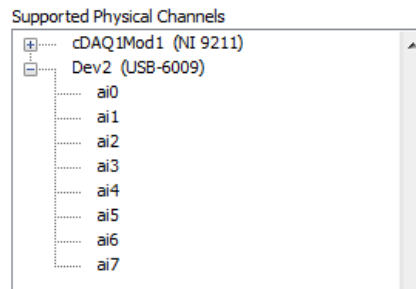 Supported Physical Channels
cDAQ1Mod1 (NI 9211)
Dev2 (USB-6009)
ai0
ai1
ai2
ai3
ai4
ai5
ai6
ai7